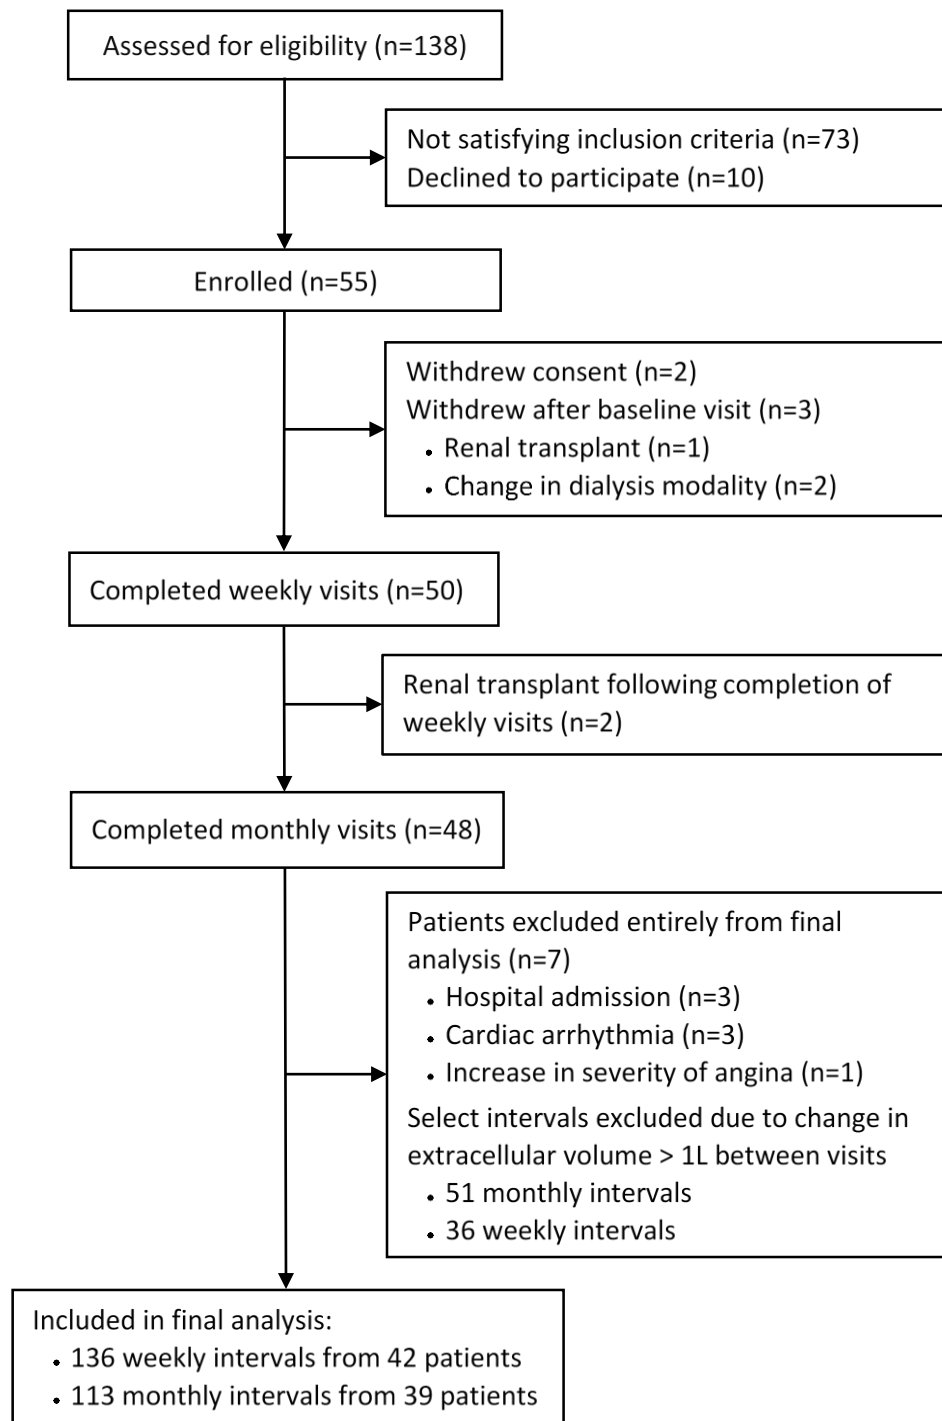 Assessed for eligibility (n=138)
Not satisfying inclusion criteria (n=73)
Declined to participate (n=10)
Enrolled (n=55)
Withdrew consent (n=2)
Withdrew after baseline visit (n=3)
• Renal transplant (n=1)
• Change in dialysis modality (n=2)
Completed weekly visits (n=50)
Renal transplant following completion of
weekly visits (n=2)
Completed monthly visits (n=48)
Patients excluded entirely from final
analysis (n=7)
• Hospital admission (n=3)
• Cardiac arrhythmia (n=3)
• Increase in severity of angina (n=1)
Select intervals excluded due to change in
extracellular volume > 1L between visits
• 51 monthly intervals
• 36 weekly intervals
Included in final analysis:
• 136 weekly intervals from 42 patients
• 113 monthly intervals from 39 patients